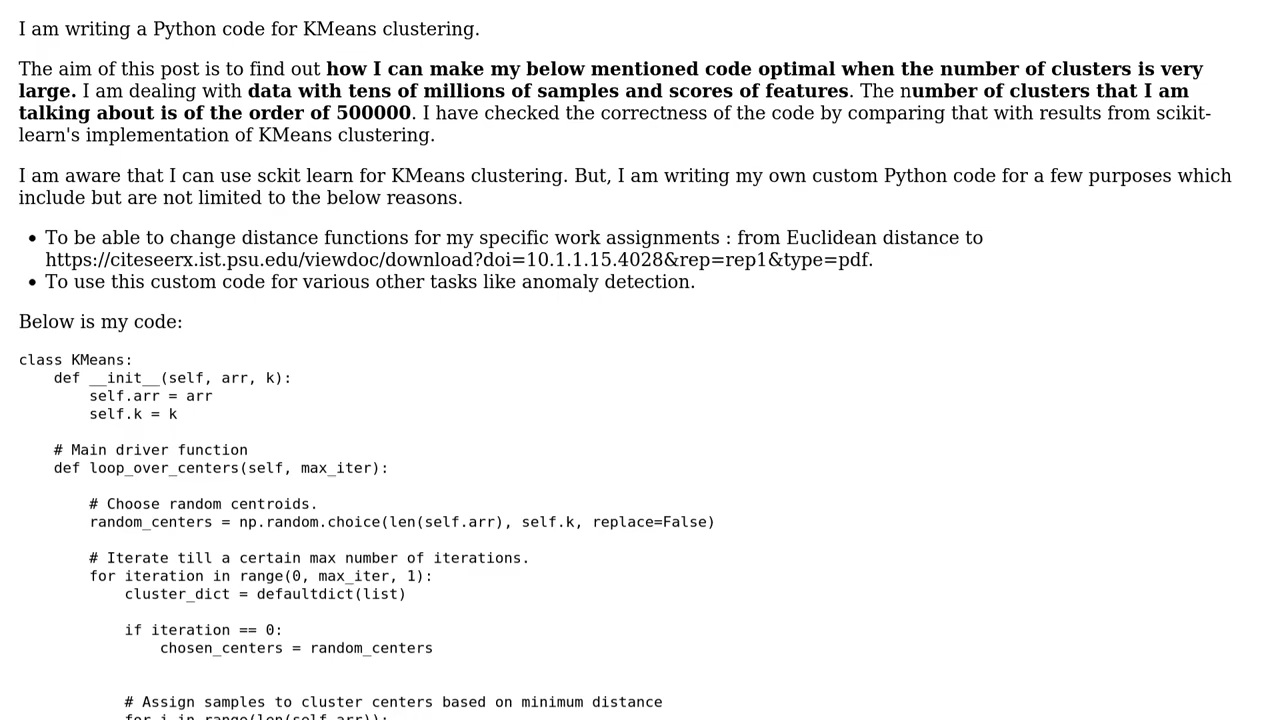 I am writing a Python code for KMeans clustering.
The aim of this post is to find out how I can make my below mentioned code optimal when the number of clusters is very
large. I am dealing with data with tens of millions of samples and scores of features. The number of clusters that I am
talking about is of the order of 500000. I have checked the correctness of the code by comparing that with results from scikit-
learn's implementation of KMeans clustering.
I am aware that I can use sckit learn for KMeans clustering. But, I am writing my own custom Python code for a few purposes which
include but are not limited to the below reasons.
• To be able to change distance functions for my specific work assignments : from Euclidean distance to
https://citeseerx.ist.psu.edu/viewdoc/download?doi=10.1.1.15.4028&rep=rep1&type=pdf.
• To use this custom code for various other tasks like anomaly detection.
Below is my code:
class KMeans:
    def __init__(self, arr, k):
        self.arr = arr
        self.k = k
    # Main driver function
    def loop_over_centers(self, max_iter):
        # Choose random centroids.
        random_centers = np.random.choice(len(self.arr), self.k, replace=False)
        # Iterate till a certain max number of iterations.
        for iteration in range(0, max_iter, 1):
            cluster_dict = defaultdict(list)
            if iteration == 0:
                chosen_centers = random_centers
            # Assign samples to cluster centers based on minimum distance
            for i in range(len(self.arr)):